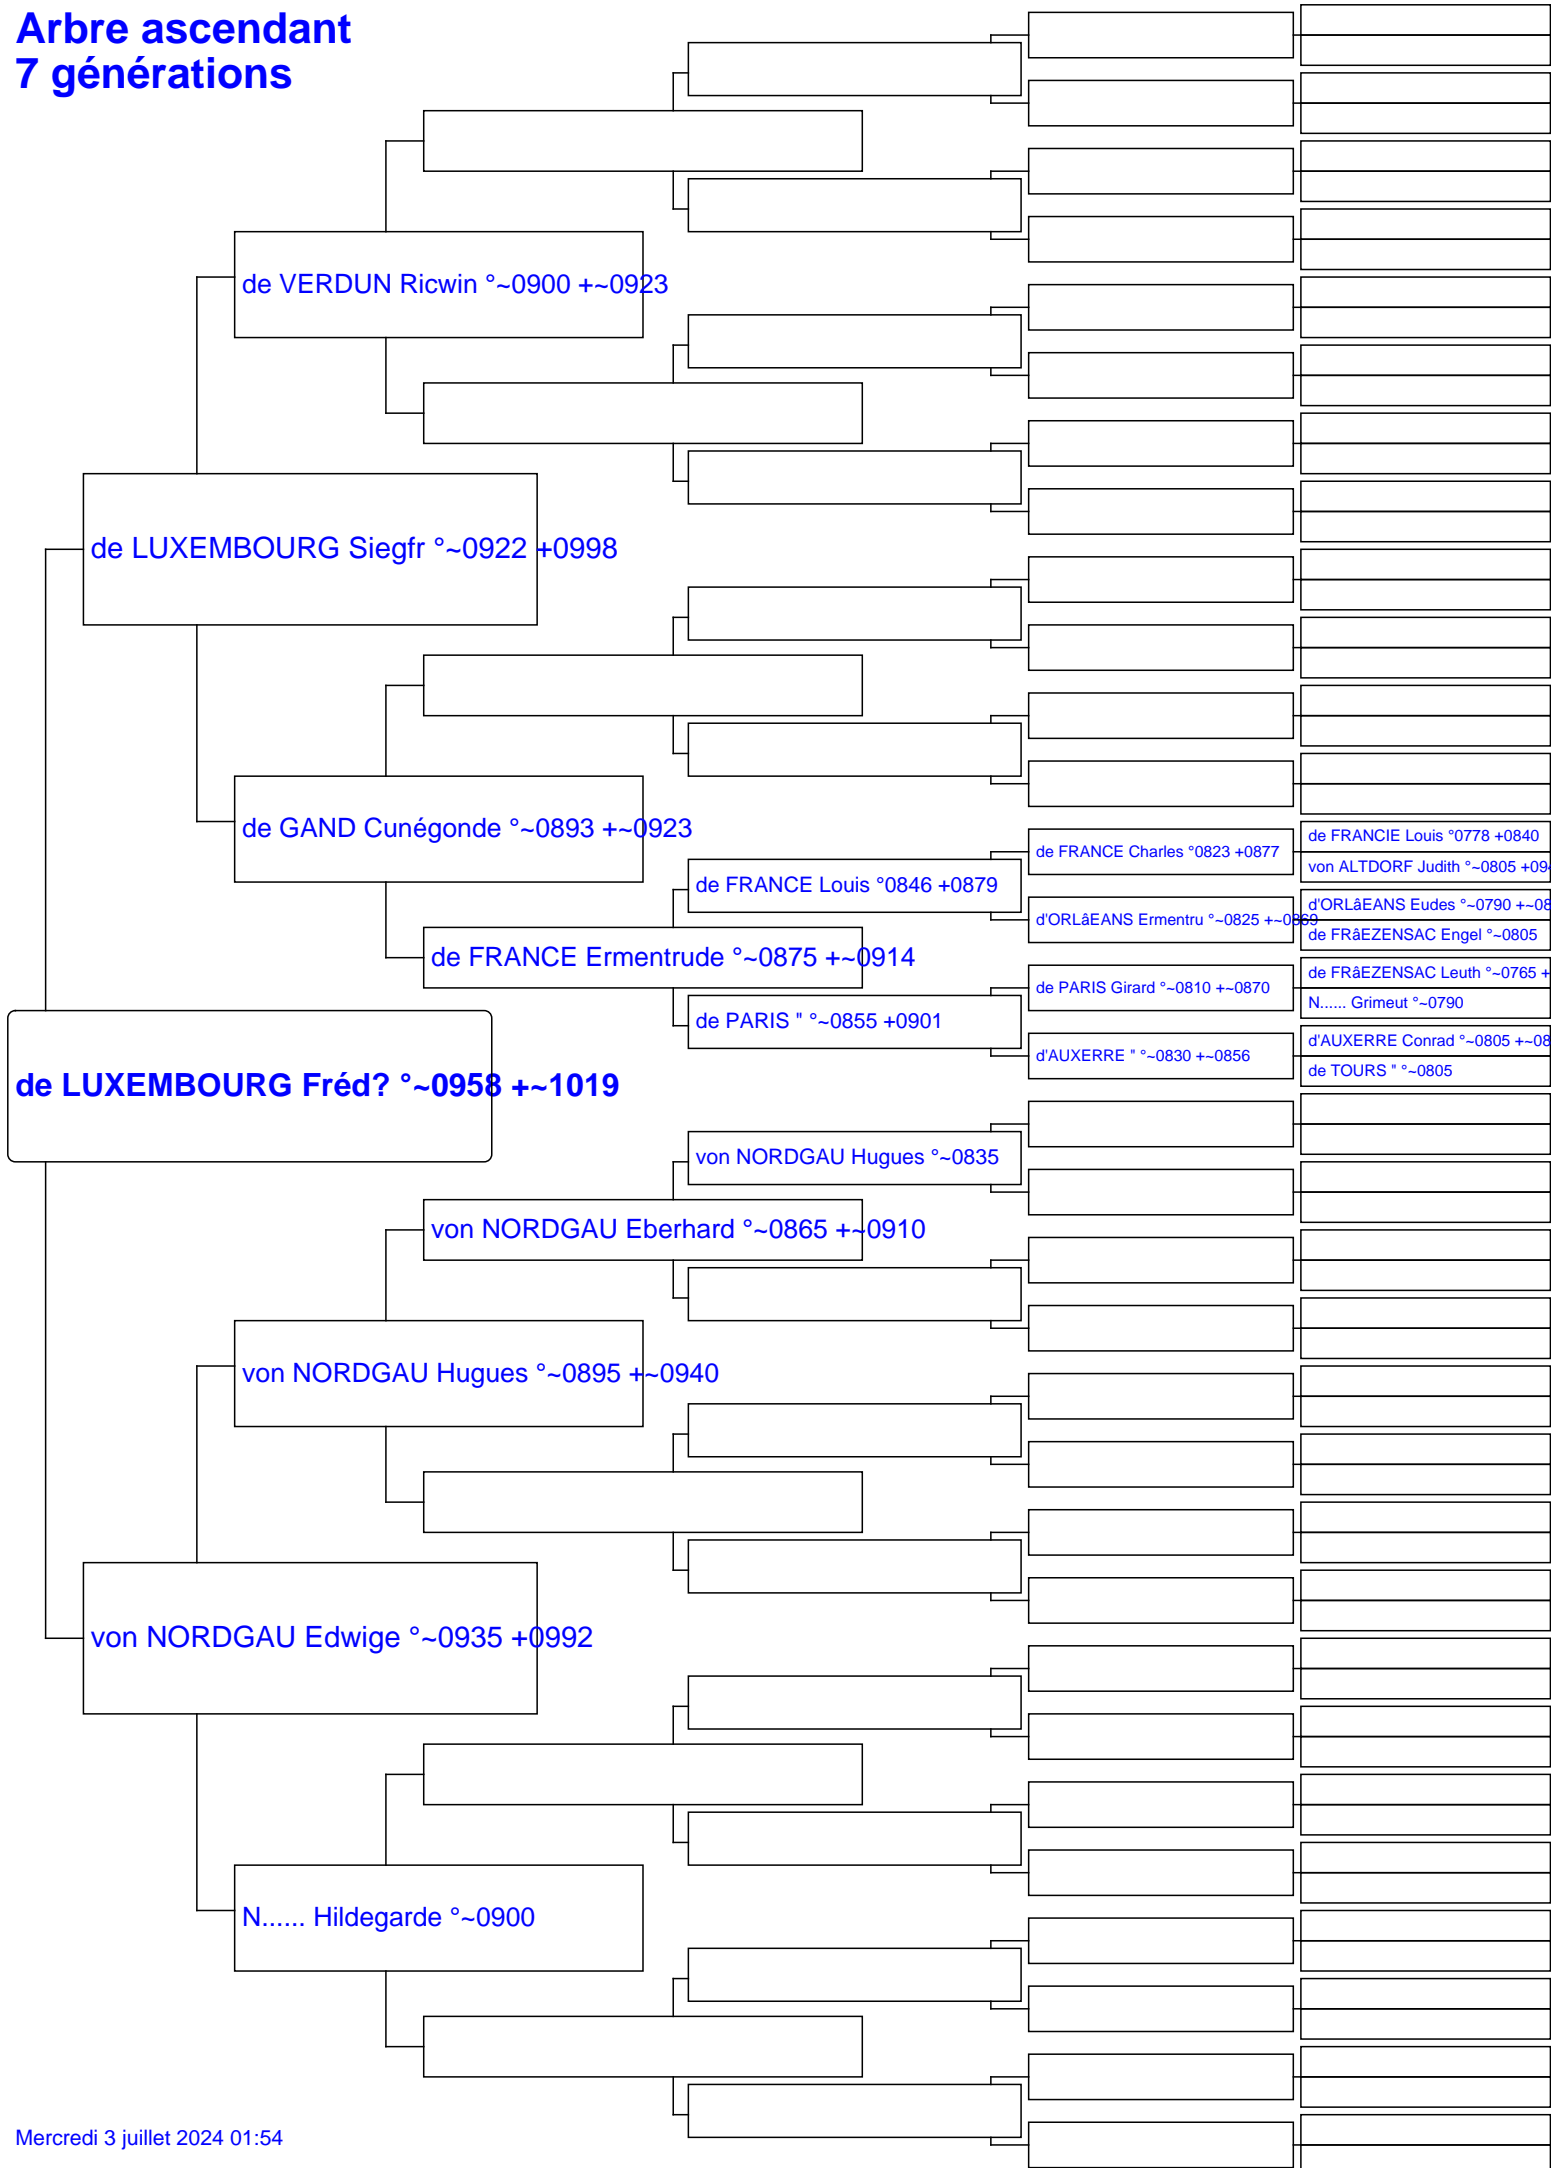 Arbre ascendant
7 générations
de VERDUN Ricwin °~0900 +~0923
de LUXEMBOURG Siegfr °~0922 +0998
de GAND Cunégonde °~0893 +~0923
de FRANCE Charles °0823 +0877
de FRANCIE Louis °0778 +0840
von ALTDORF Judith °~0805 +094
de FRANCE Louis °0846 +0879
d'ORLâEANS Ermentru °~0825 +~0869
d'ORLâEANS Eudes °~0790 +~08
de FRâEZENSAC Engel °~0805
de FRANCE Ermentrude °~0875 +~0914
de PARIS Girard °~0810 +~0870
de FRâEZENSAC Leuth °~0765 +
N...... Grimeut °~0790
de PARIS " °~0855 +0901
d'AUXERRE " °~0830 +~0856
d'AUXERRE Conrad °~0805 +~08
de TOURS " °~0805
de LUXEMBOURG Fréd? °~0958 +~1019
von NORDGAU Hugues °~0835
von NORDGAU Eberhard °~0865 +~0910
von NORDGAU Hugues °~0895 +~0940
von NORDGAU Edwige °~0935 +0992
N...... Hildegarde °~0900
Mercredi 3 juillet 2024 01:54